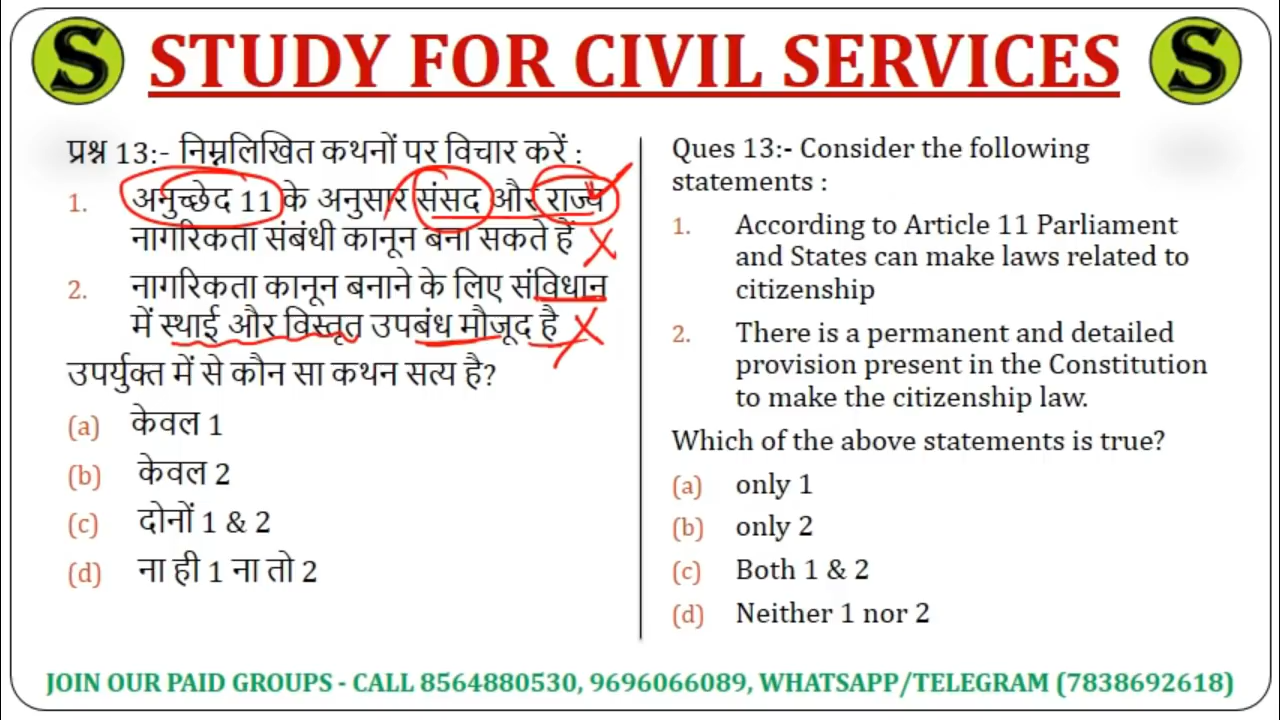 S
STUDY FOR CIVIL SERVICES
S
प्रश्न 13:- निम्नलिखित कथनों पर विचार करें :
1. अनुच्छेद 11 के अनुसार संसद और राज्य
नागरिकता संबंधी कानून बना सकते हैं
2. नागरिकता कानून बनाने के लिए संविधान
में स्थाई और विस्तृत उपबंध मौजूद है
उपर्युक्त में से कौन सा कथन सत्य है?
(a) केवल 1
(b) केवल 2
(c) दोनों 1 & 2
(d) ना ही 1 ना तो 2
Ques 13:- Consider the following
statements :
1. According to Article 11 Parliament
and States can make laws related to
citizenship
2. There is a permanent and detailed
provision present in the Constitution
to make the citizenship law.
Which of the above statements is true?
(a) only 1
(b) only 2
(c) Both 1 & 2
(d) Neither 1 nor 2
JOIN OUR PAID GROUPS - CALL 8564880530, 9696066089, WHATSAPP/TELEGRAM (7838692618)